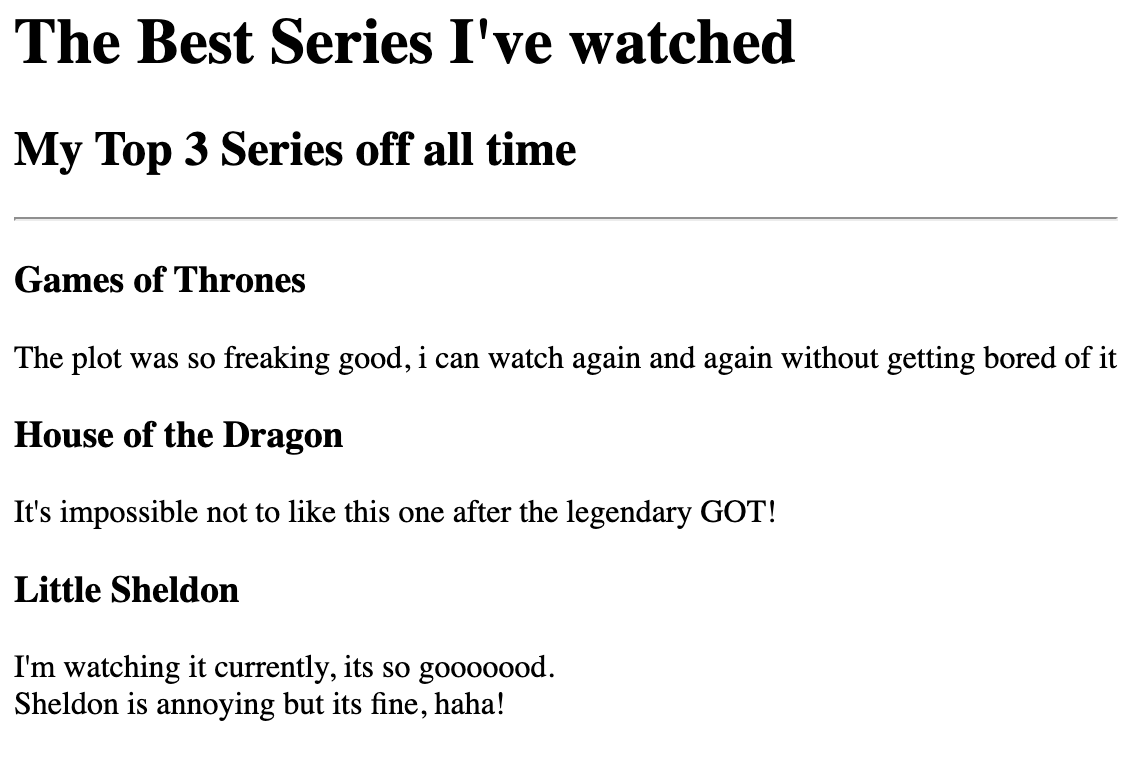 The Best Series I've watched
My Top 3 Series off all time
Games of Thrones
The plot was so freaking good, i can watch again and again without getting bored of it
House of the Dragon
It's impossible not to like this one after the legendary GOT!
Little Sheldon
I'm watching it currently, its so gooooood.
Sheldon is annoying but its fine, haha!